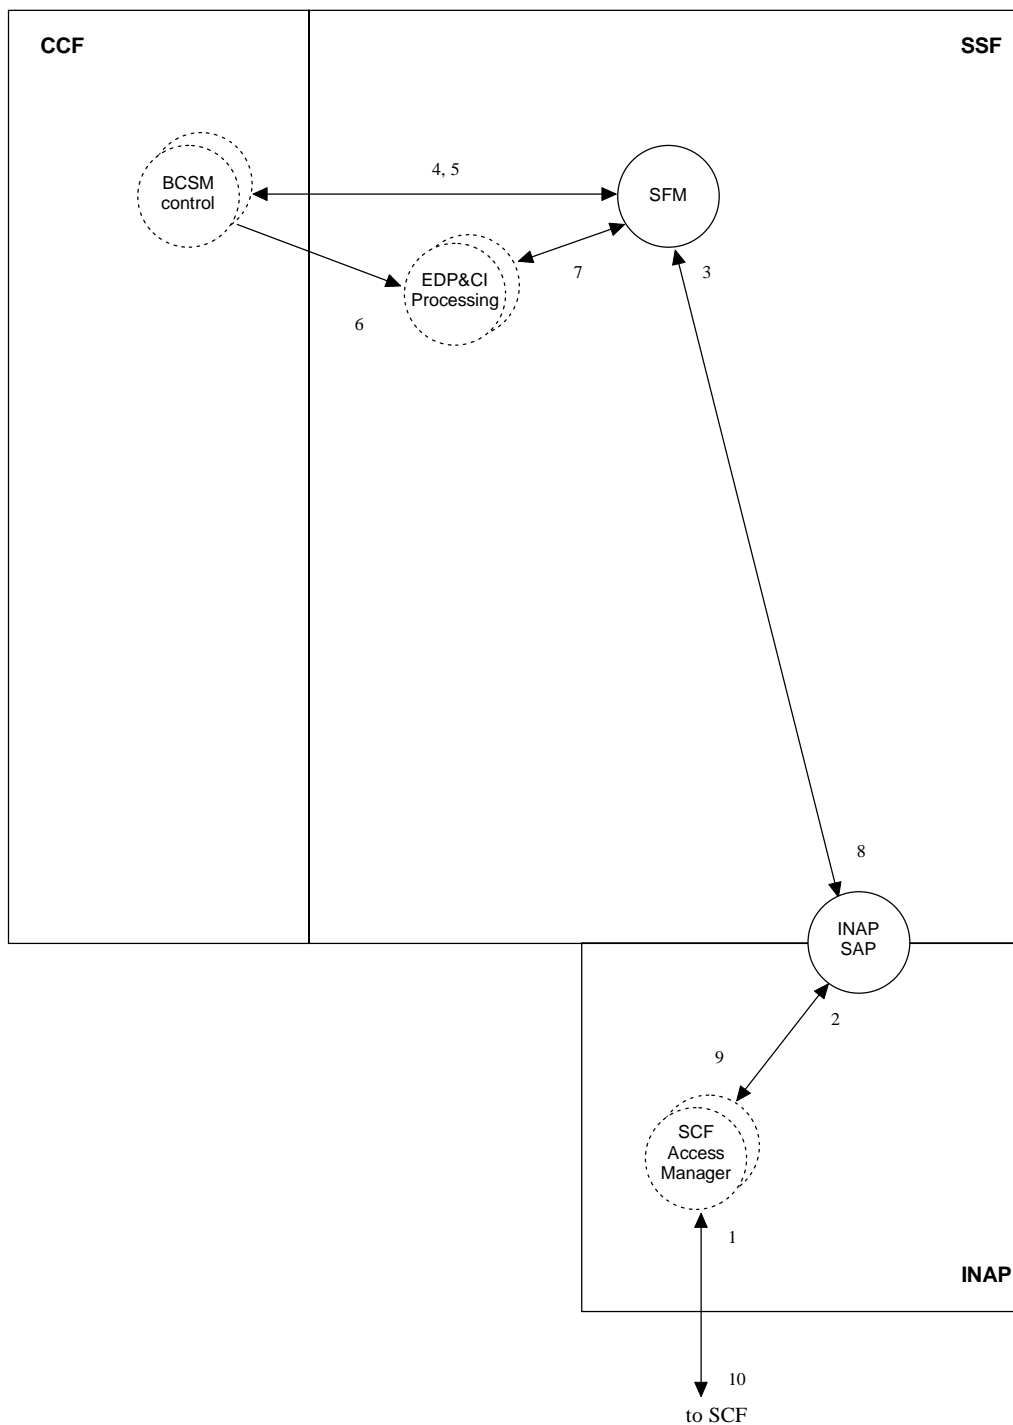 CCF
SSF
BCSM
control
4, 5
SFM
EDP&CI
Processing
7
3
6
8
INAP
SAP
2
9
SCF
Access
Manager
1
INAP
10
to SCF